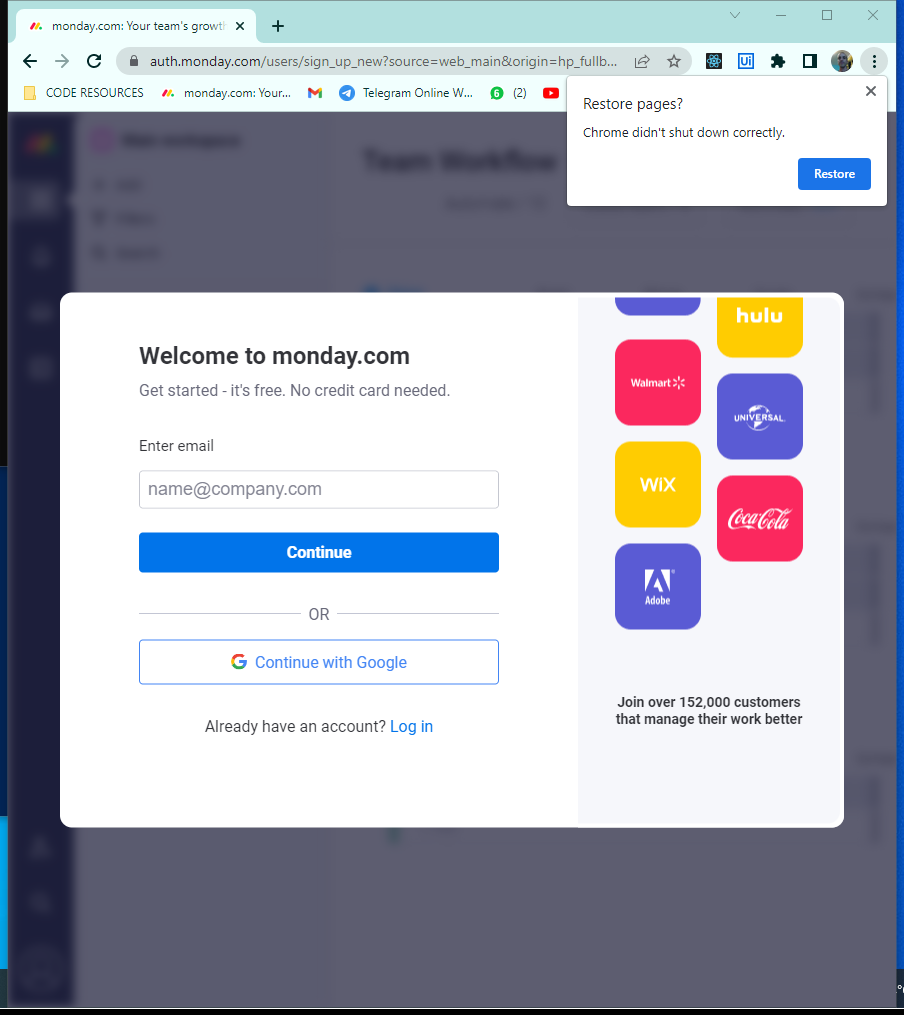 monday.com: Your team's growth
auth.monday.com/users/sign_up_new?source=web_main&origin=hp_fullb...
CODE RESOURCES
monday.com: Your...
Telegram Online W...
6
(2)
Ui
Restore pages?
Chrome didn't shut down correctly.
Restore
Main workspace
Team Workflow
Welcome to monday.com
Get started - it's free. No credit card needed.
Enter email
name@company.com
Continue
OR
Continue with Google
Already have an account? Log in
hulu
Walmart
UNIVERSAL
WiX
Coca-Cola
Adobe
Join over 152,000 customers
that manage their work better